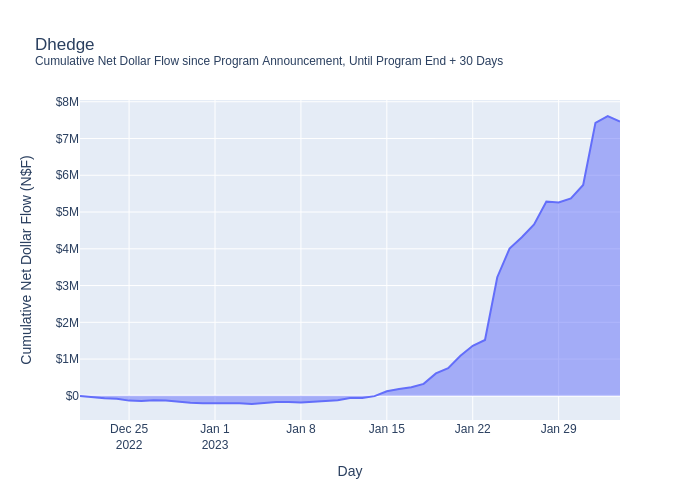 Dhedge
Cumulative Net Dollar Flow since Program Announcement, Until Program End + 30 Days
$8M
$7M
$6M
$5M
$4M
$3M
$2M
$1M
$0
Cumulative Net Dollar Flow (N$F)
Dec 25
2022
Jan 1
2023
Jan 8
Jan 15
Jan 22
Jan 29
Day